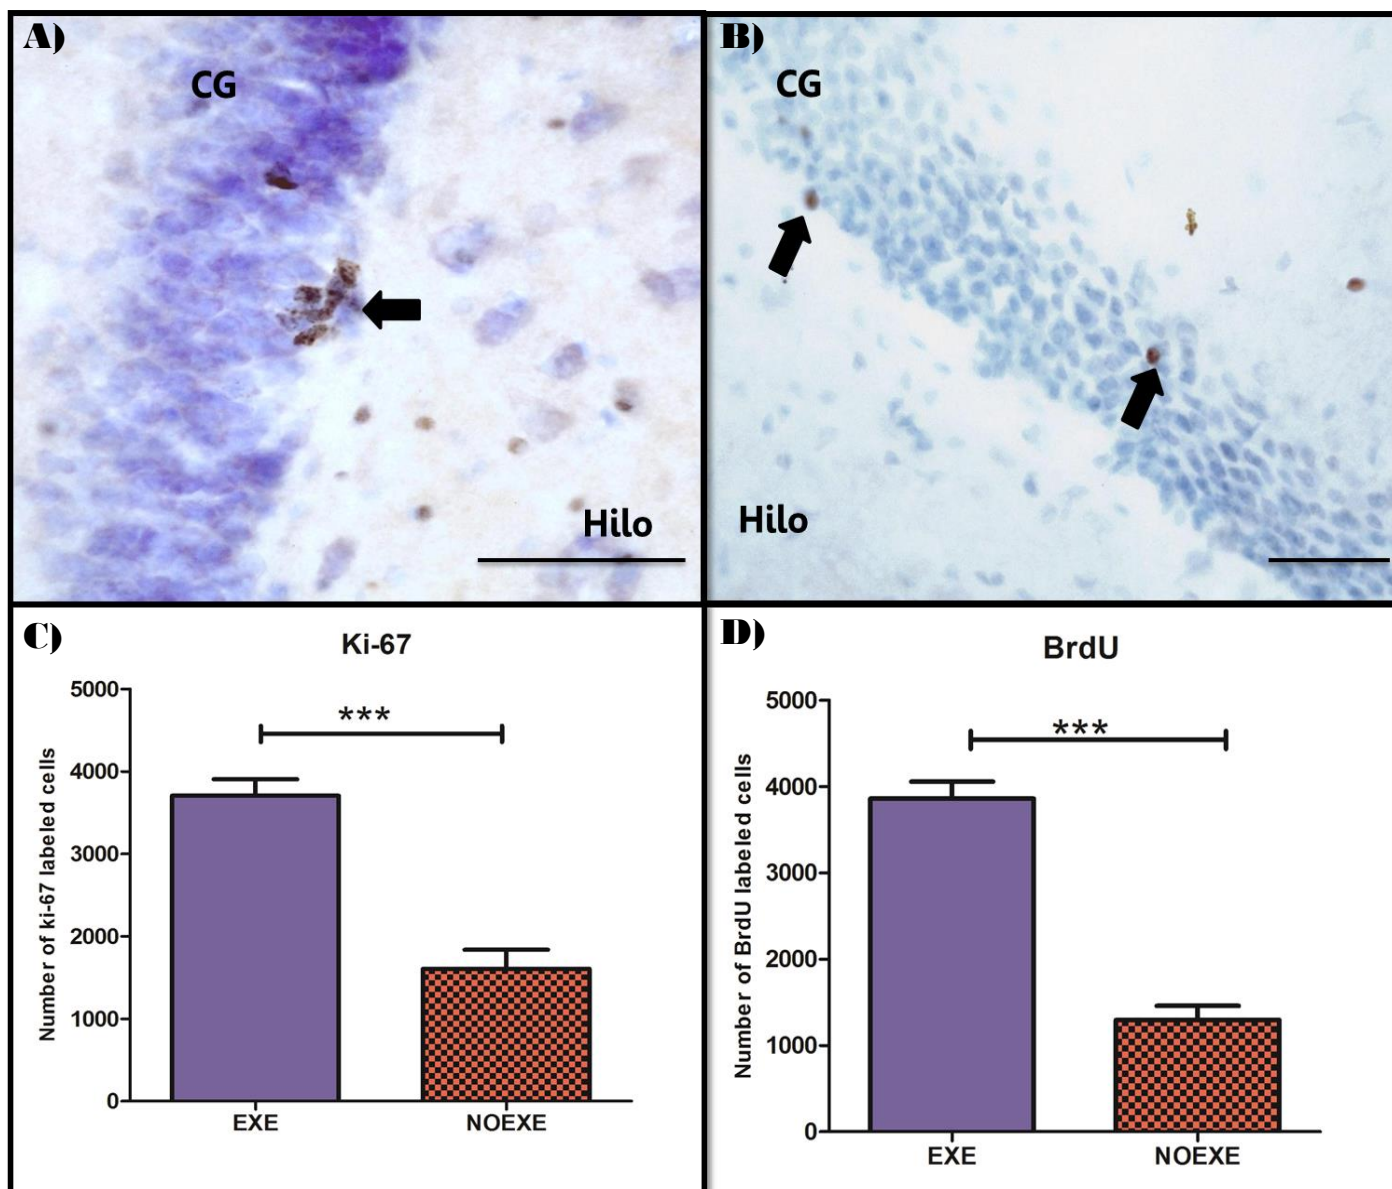 A)
CG
Hilo
B)
CG
Hilo
C)
Ki-67
Number of ki-67 labeled cells
5000
4000
3000
2000
1000
0
***
EXE
NOEXE
D)
BrdU
Number of BrdU labeled cells
5000
4000
3000
2000
1000
0
***
EXE
NOEXE